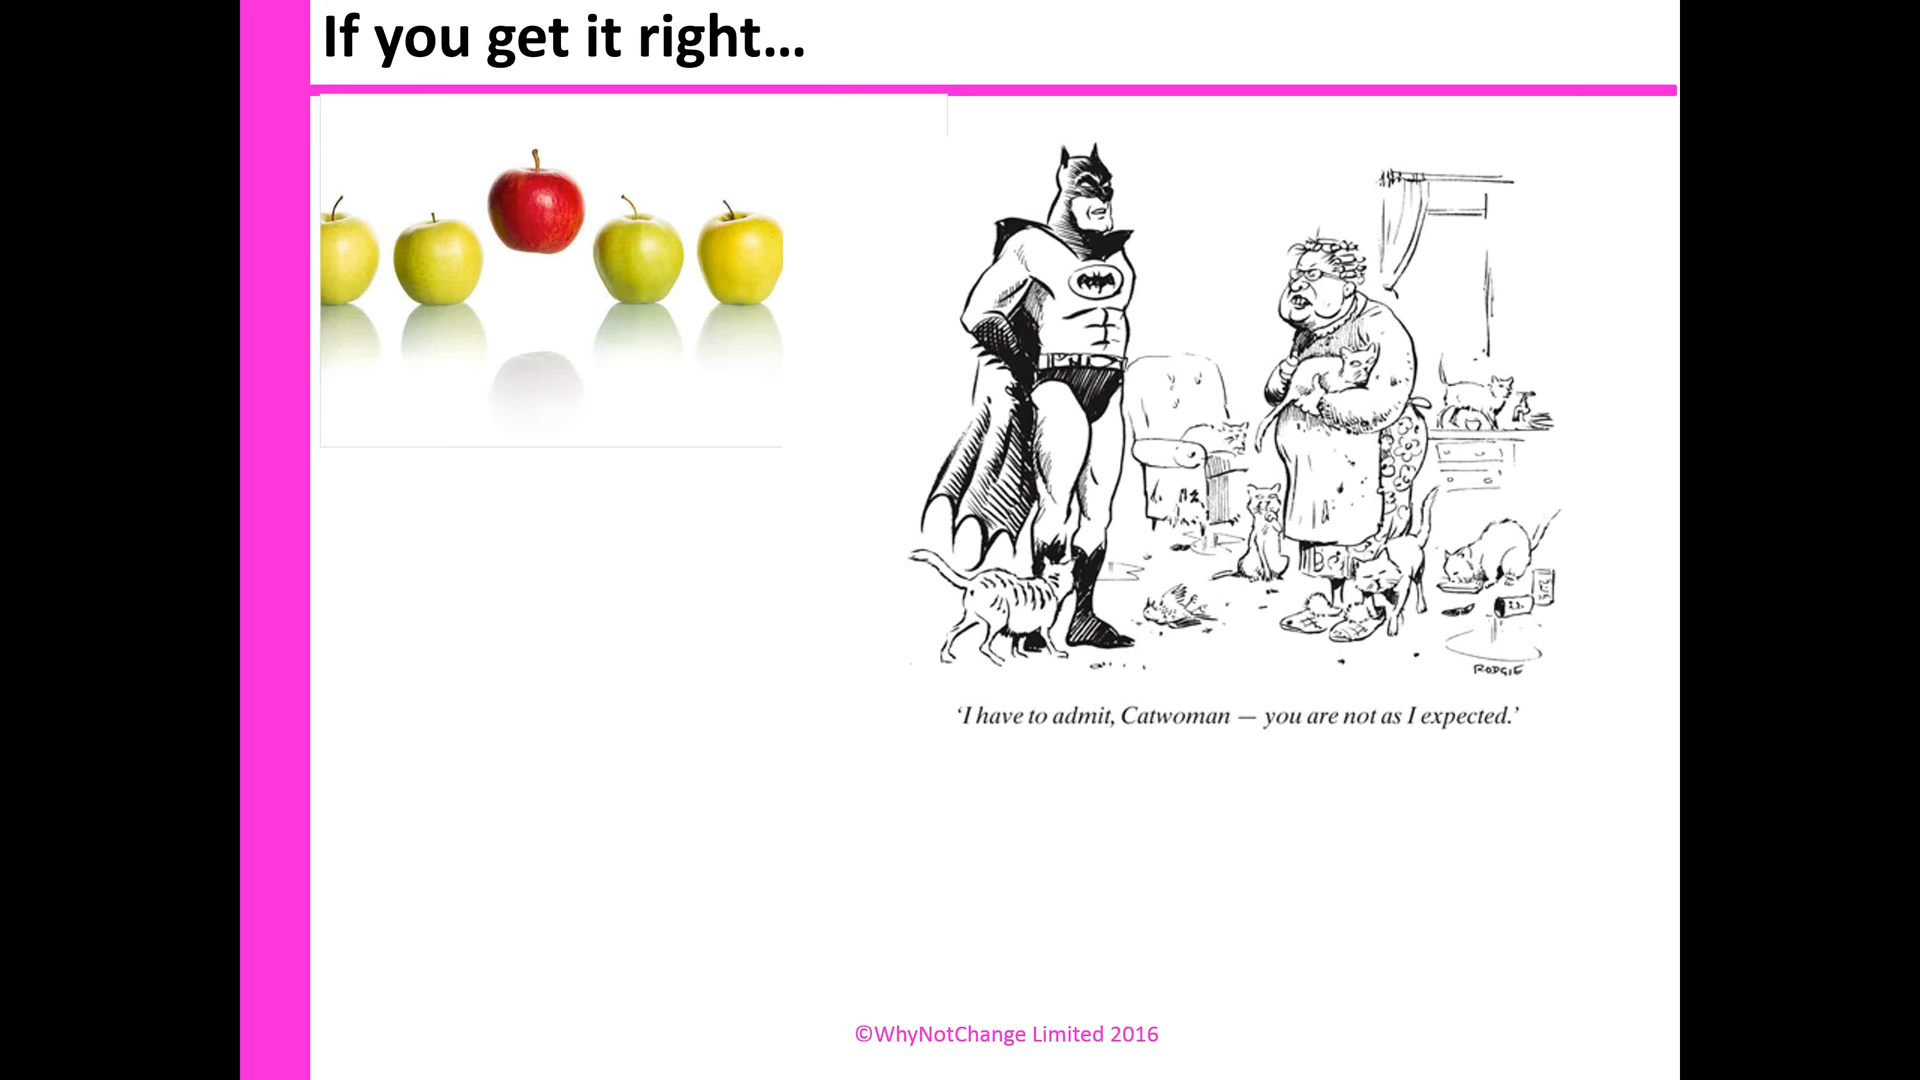 If you get it right...
RODGIE
‘I have to admit, Catwoman — you are not as I expected.’
©WhyNotChange Limited 2016